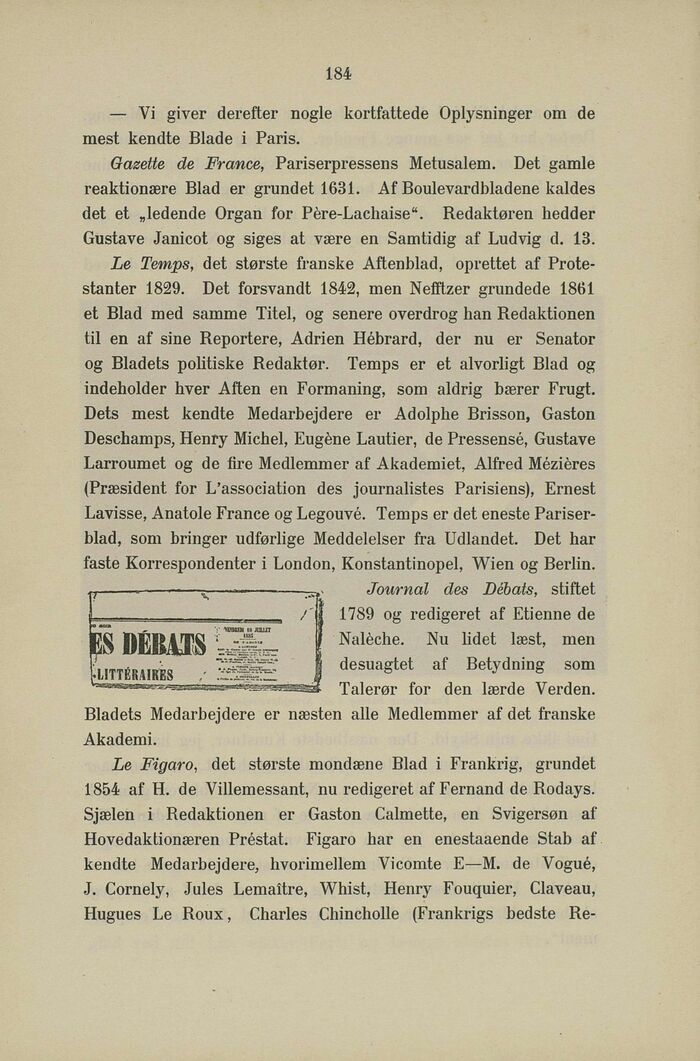 184
— Vi giver derefter nogle kortfattede Oplysninger om de
mest kendte Blade i Paris.
Gazette de France, Pariserpressens Metusalem. Det gamle
reaktionære Blad er grundet 1631. Af Boulevardbladene kaldes
det et „ledende Organ for Père-Lachaise“. Redaktøren hedder
Gustave Janicot og siges at være en Samtidig af Ludvig d. 13.
Le Temps, det største franske Aftenblad, oprettet af Prote-
stanter 1829. Det forsvandt 1842, men Nefftzer grundede 1861
et Blad med samme Titel, og senere overdrog han Redaktionen
til en af sine Reportere, Adrien Hébrard, der nu er Senator
og Bladets politiske Redaktør. Temps er et alvorligt Blad og
indeholder hver Aften en Formaning, som aldrig bærer Frugt.
Dets mest kendte Medarbejdere er Adolphe Brisson, Gaston
Deschamps, Henry Michel, Eugène Lautier, de Pressensé, Gustave
Larroumet og de fire Medlemmer af Akademiet, Alfred Mézières
(Præsident for L'association des journalistes Parisiens), Ernest
Lavisse, Anatole France og Legouvé. Temps er det eneste Pariser-
blad, som bringer udførlige Meddelelser fra Udlandet. Det har
faste Korrespondenter i London, Konstantinopel, Wien og Berlin.
Journal des Débats, stiftet
1789 og redigeret af Etienne de
Nalèche. Nu lidet læst, men
desuagtet af Betydning som
Talerør for den lærde Verden.
ES DÉBATS
LITTÉRAIRES
VENDREDI 10 JUILLET
Bladets Medarbejdere er næsten alle Medlemmer af det franske
Akademi.
Le Figaro, det største mondæne Blad i Frankrig, grundet
1854 af H. de Villemessant, nu redigeret af Fernand de Rodays.
Sjælen i Redaktionen er Gaston Calmette, en Svigersøn af
Hovedaktionæren Préstat. Figaro har en enestaaende Stab af
kendte Medarbejdere, hvorimellem Vicomte E—M. de Vogué,
J. Cornely, Jules Lemaître, Whist, Henry Fouquier, Claveau,
Hugues Le Roux, Charles Chincholle (Frankrigs bedste Re-